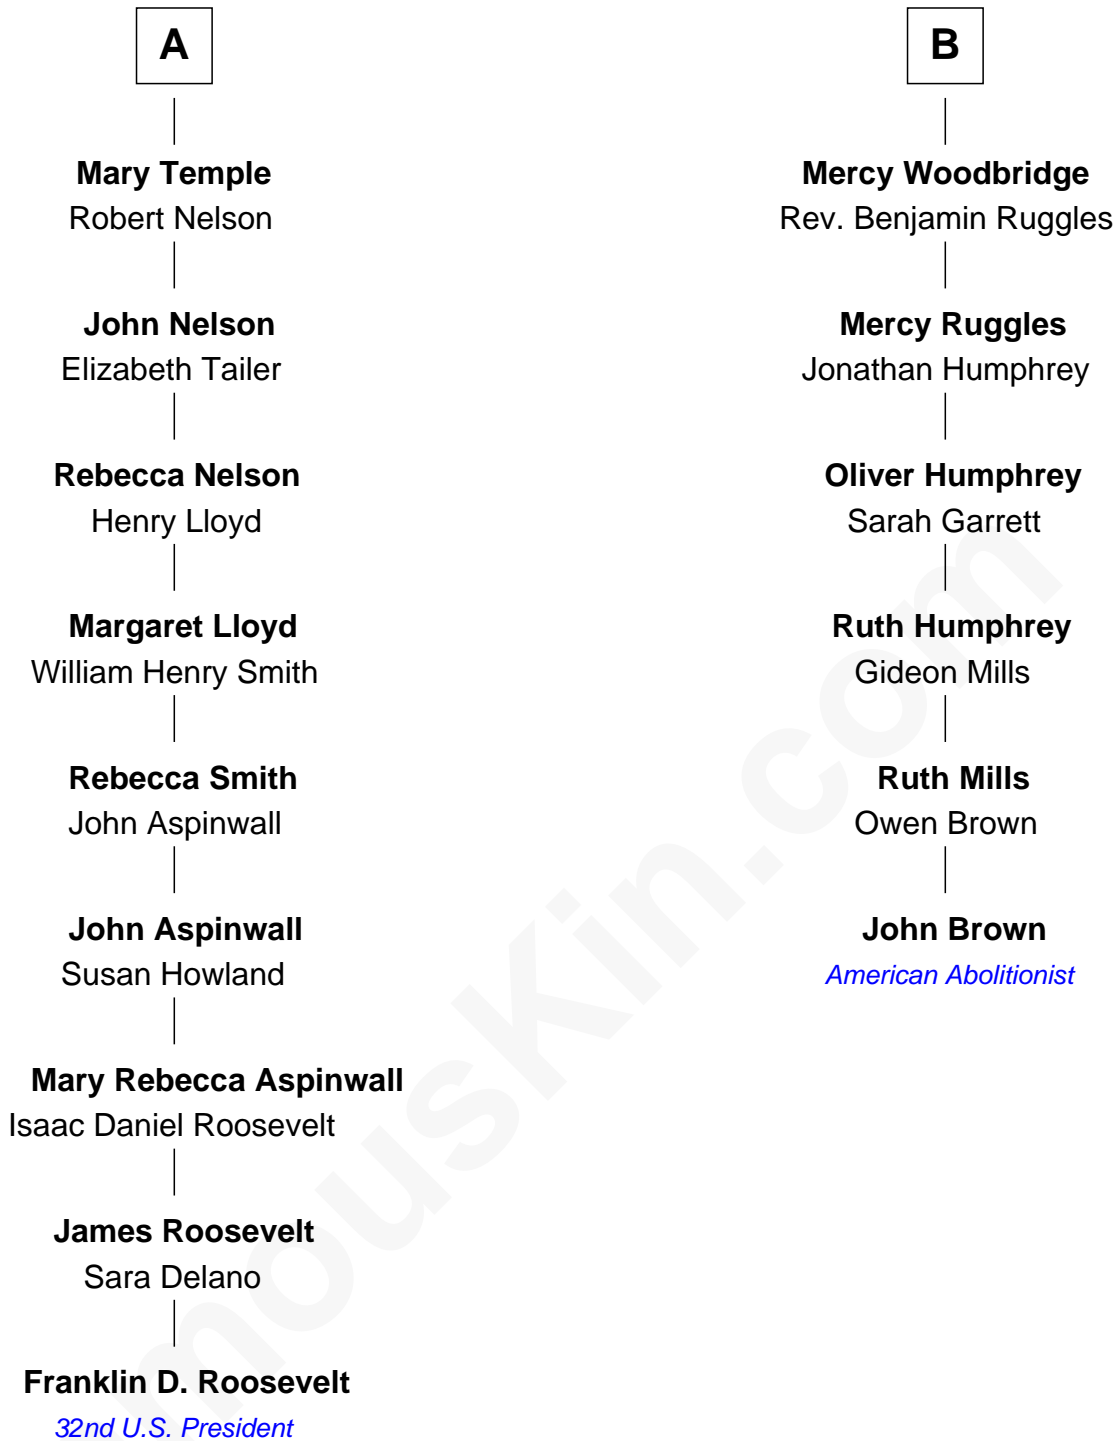 A
Mary Temple
Robert Nelson
John Nelson
Elizabeth Tailer
Rebecca Nelson
Henry Lloyd
Margaret Lloyd
William Henry Smith
Rebecca Smith
John Aspinwall
John Aspinwall
Susan Howland
Mary Rebecca Aspinwall
Isaac Daniel Roosevelt
James Roosevelt
Sara Delano
Franklin D. Roosevelt
32nd U.S. President
B
Mercy Woodbridge
Rev. Benjamin Ruggles
Mercy Ruggles
Jonathan Humphrey
Oliver Humphrey
Sarah Garrett
Ruth Humphrey
Gideon Mills
Ruth Mills
Owen Brown
John Brown
American Abolitionist
mousKin.com